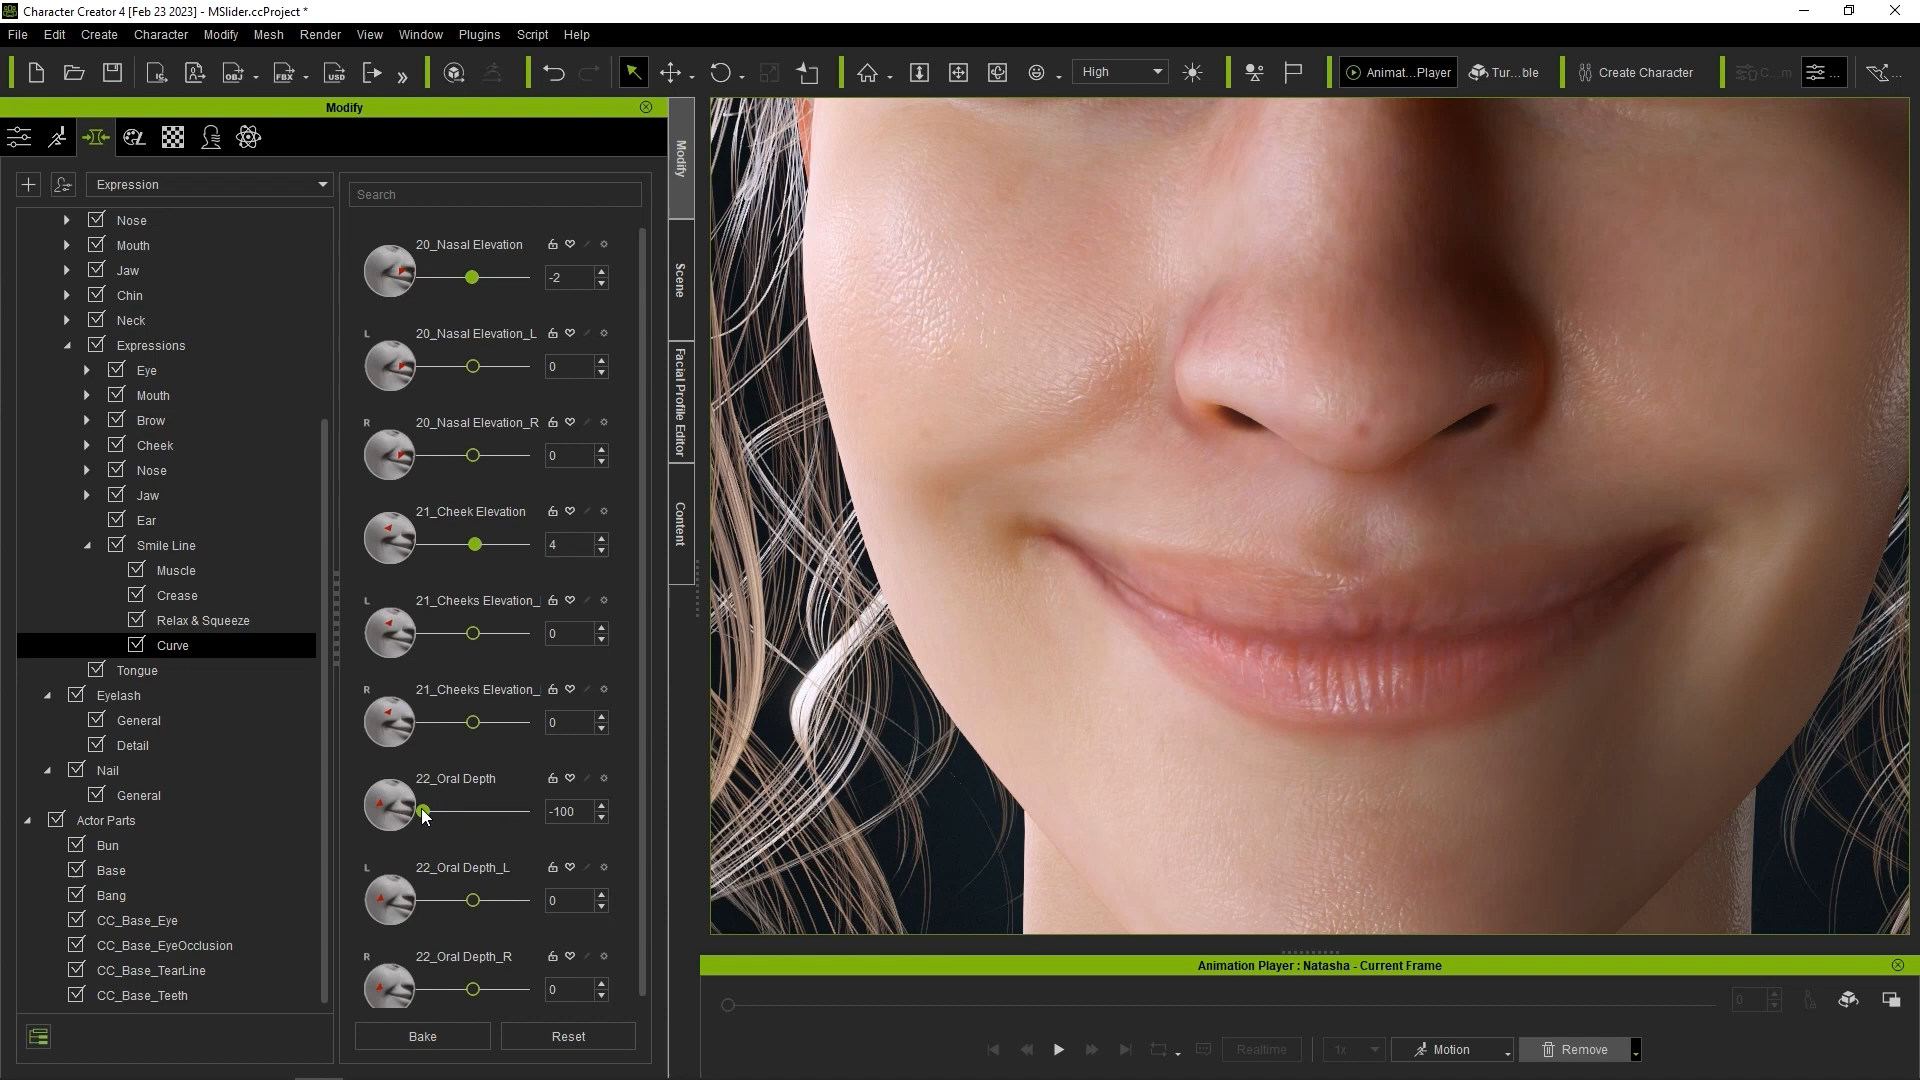 Character Creator 4 [Feb 23 2023] - MSlider.ccProject *
File Edit Create Character Modify Mesh Render View Window Plugins Script Help
High
Animat...Player
Tur...ble
Create Character
C...m
...
Modify
Expression
Nose
Mouth
Jaw
Chin
Neck
Expressions
Eye
Mouth
Brow
Cheek
Nose
Jaw
Ear
Smile Line
Muscle
Crease
Relax & Squeeze
Curve
Tongue
Eyelash
General
Detail
Nail
General
Actor Parts
Bun
Base
Bang
CC_Base_Eye
CC_Base_EyeOcclusion
CC_Base_TearLine
CC_Base_Teeth
Search
20_Nasal Elevation
-2
L 20_Nasal Elevation_L
0
R 20_Nasal Elevation_R
0
21_Cheek Elevation
4
L 21_Cheeks Elevation_
0
R 21_Cheeks Elevation_
0
22_Oral Depth
-100
L 22_Oral Depth_L
0
R 22_Oral Depth_R
0
Bake
Reset
Modify
Scene
Facial Profile Editor
Content
Animation Player : Natasha - Current Frame
0
Realtime
1x
Motion
Remove